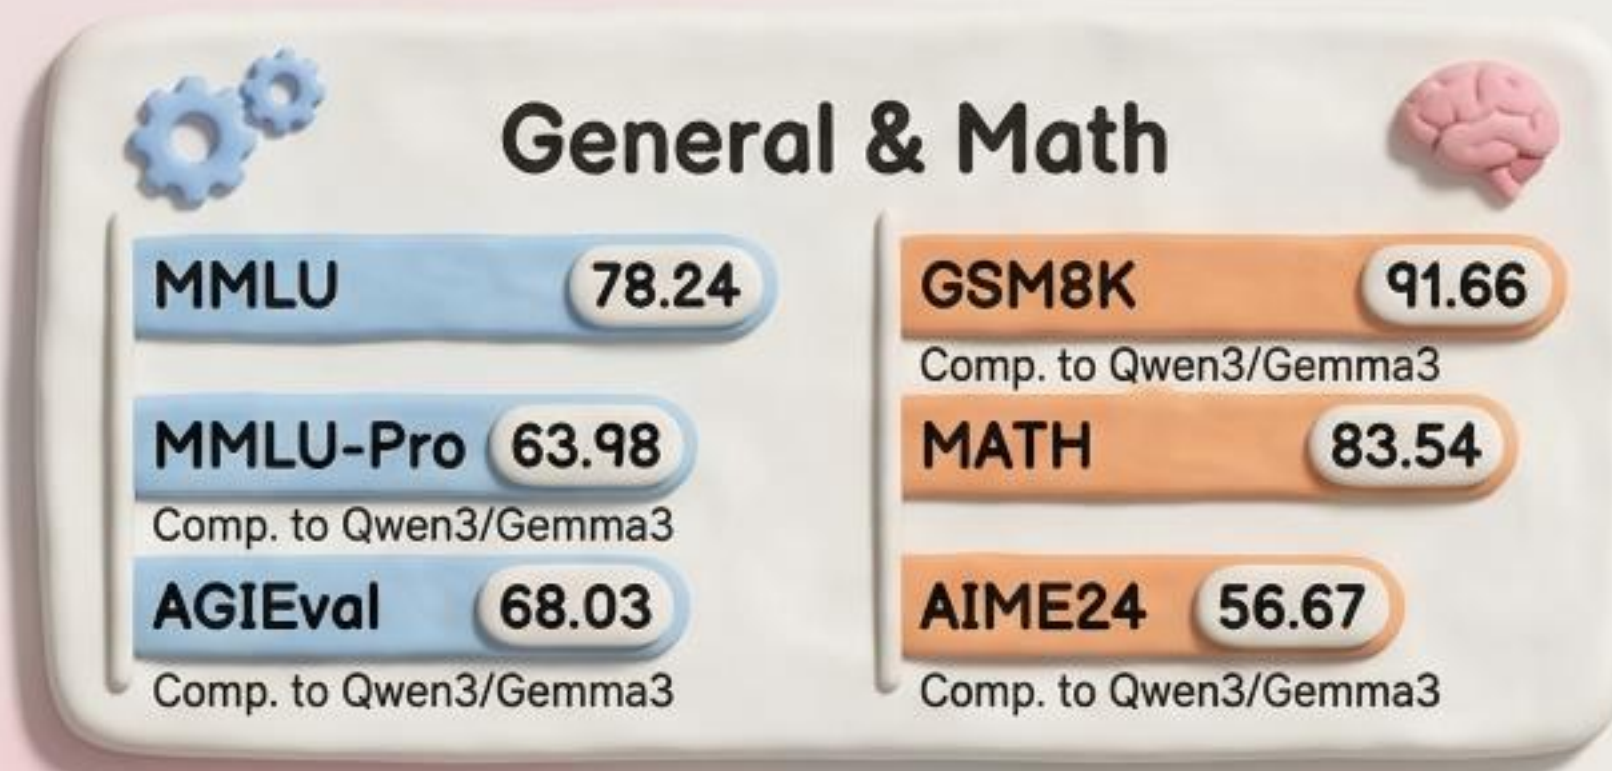 General & Math
MMLU 78.24
MMLU-Pro 63.98
Comp. to Qwen3/Gemma3
AGIEval 68.03
Comp. to Qwen3/Gemma3
GSM8K 91.66
Comp. to Qwen3/Gemma3
MATH 83.54
AIME24 56.67
Comp. to Qwen3/Gemma3